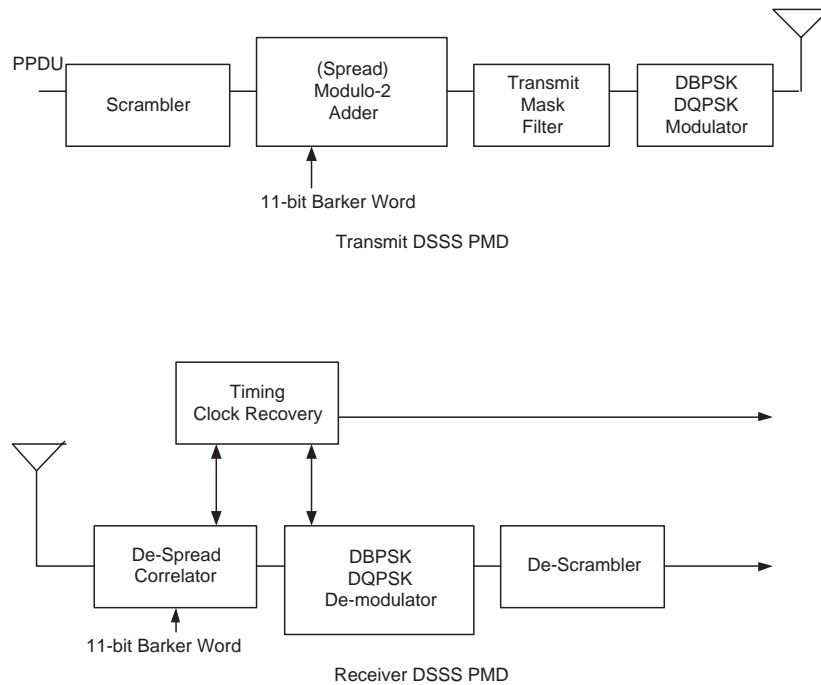 PPDU
Scrambler
(Spread)
Modulo-2
Adder
Transmit
Mask
Filter
DBPSK
DQPSK
Modulator
11-bit Barker Word
Transmit DSSS PMD
Timing
Clock Recovery
De-Spread
Correlator
DBPSK
DQPSK
De-modulator
De-Scrambler
11-bit Barker Word
Receiver DSSS PMD